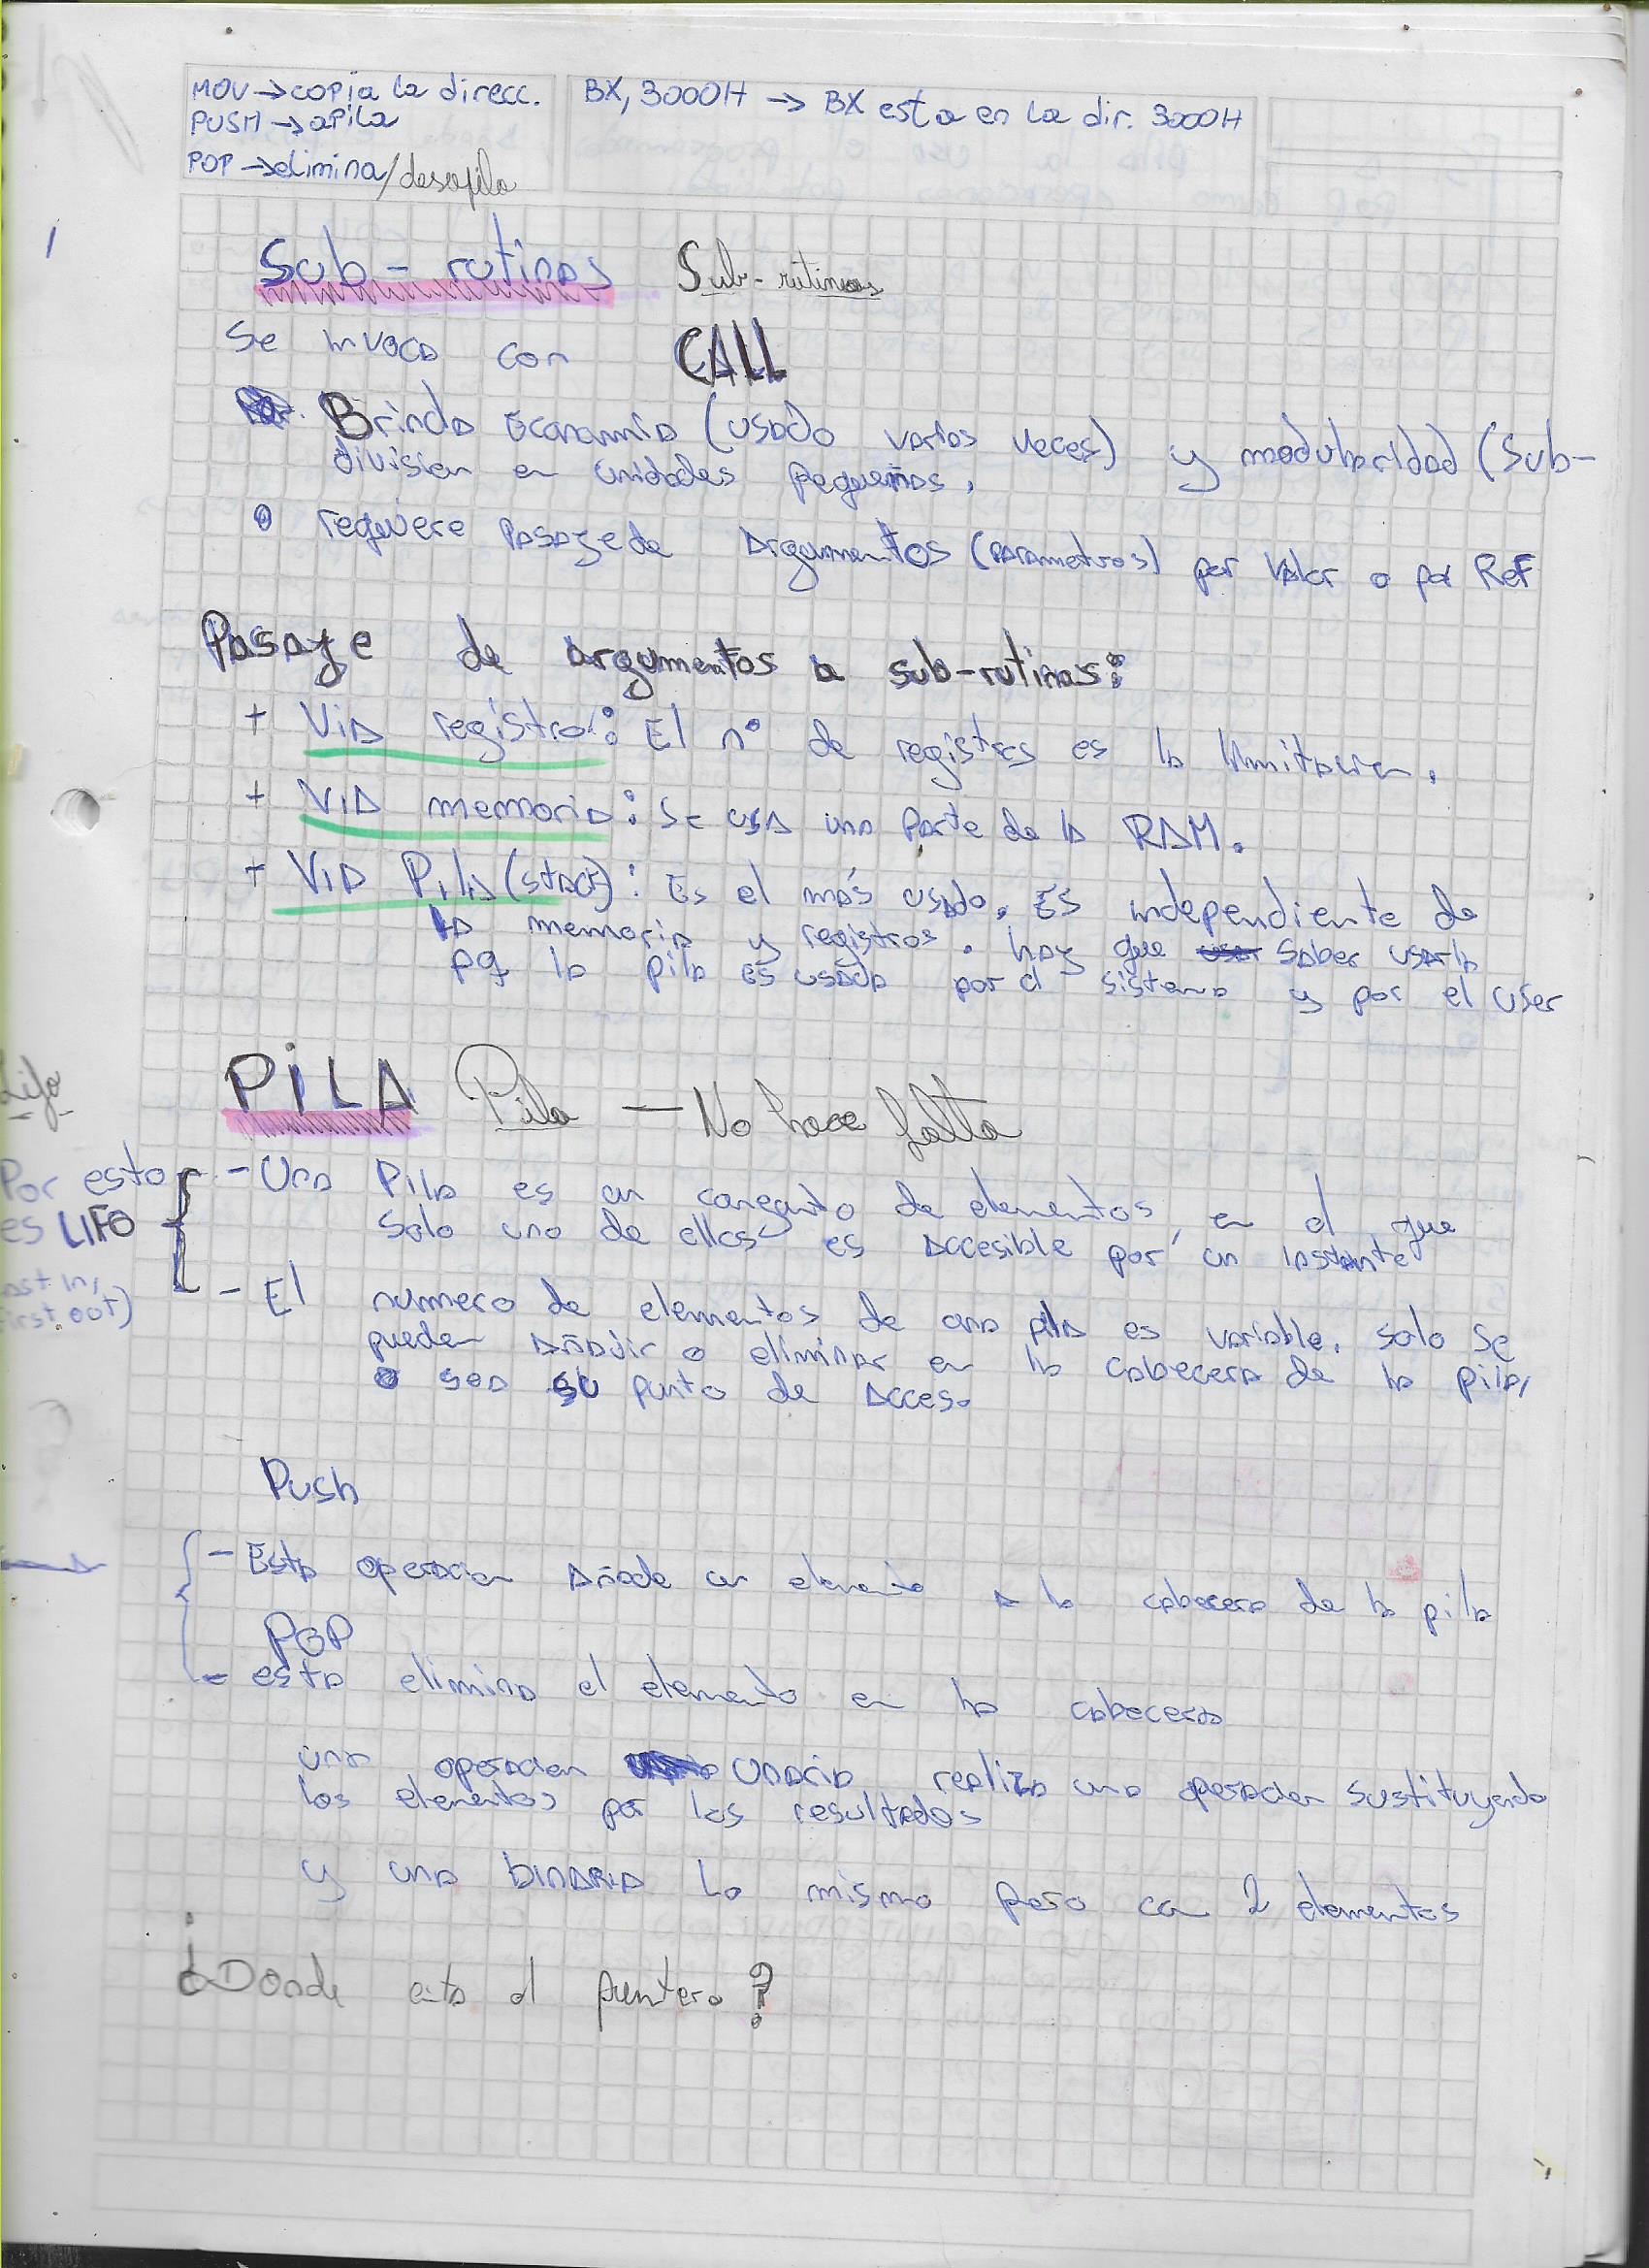 MOV → copia la direcc.
BX, 3000H → BX esta en la dir. 3000H
PUSH → apila
POP → elimina/desapila
Sub-rutinas Sub-rutinas
Se invoca con CALL
Brinda economia (usado varias veces) y modularidad (Sub-
division en unidades pequeñas.
requiere pasaje de argumentos (parametros) por valor o por Ref
Pasaje de argumentos a sub-rutinas:
+ Via registro: El nº de registros es la limitacion.
+ Via memoria: Se usa una parte de la RAM.
+ Via Pila (stack): Es el más usado. Es independiente de
la memoria y registros. hay que saber usarla
pq la pila es usada por el sistema y por el user
Lifo
PILA Pila — No hace falta
Por esto
es LIFO
ast in,
irst out)
- Una Pila es un conjunto de elementos, en el que
solo uno de ellos es accesible por un instante
- El numero de elementos de una pila es variable. solo se
pueden añadir o eliminar en la cabecera de la pila,
o sea su punto de acceso
Push
- Esta operacion añade un elemento a la cabecera de la pila
POP
- esta elimina el elemento en la cabecera
una operacion unaria realiza una operacion sustituyendo
los elementos por los resultados
y una binaria lo mismo pero con 2 elementos
¿Donde esta el puntero?